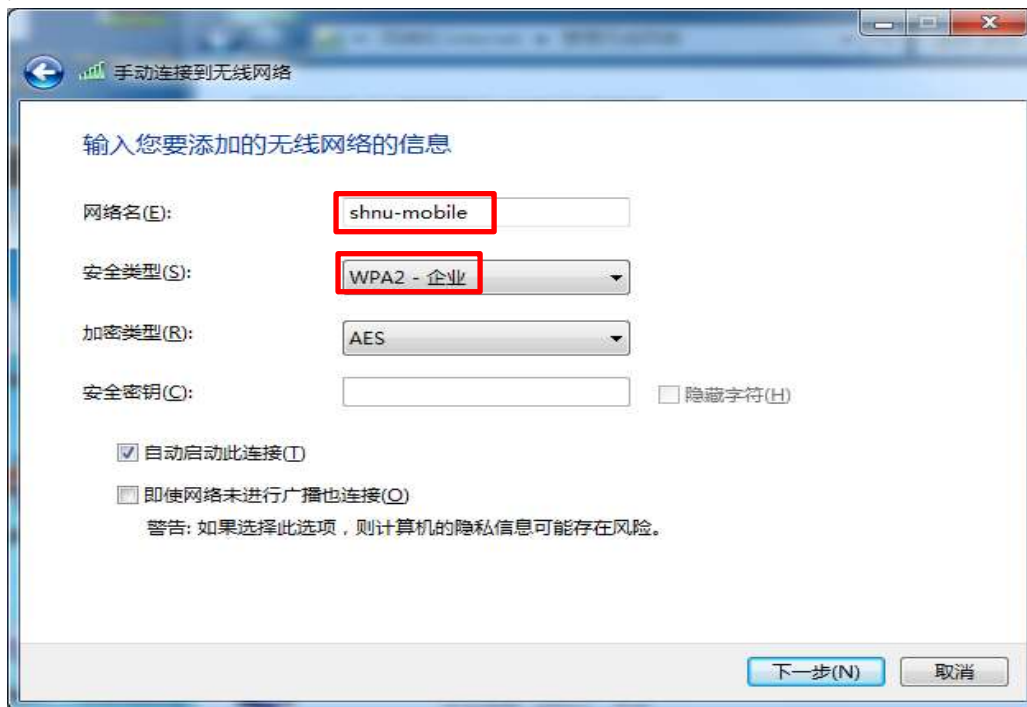 手动连接到无线网络
输入您要添加的无线网络的信息
网络名(E): shnu-mobile
安全类型(S): WPA2 - 企业
加密类型(R): AES
安全密钥(C): 隐藏字符(H)
自动启动此连接(T)
即使网络未进行广播也连接(O)
警告: 如果选择此选项，则计算机的隐私信息可能存在风险。
下一步(N) 取消